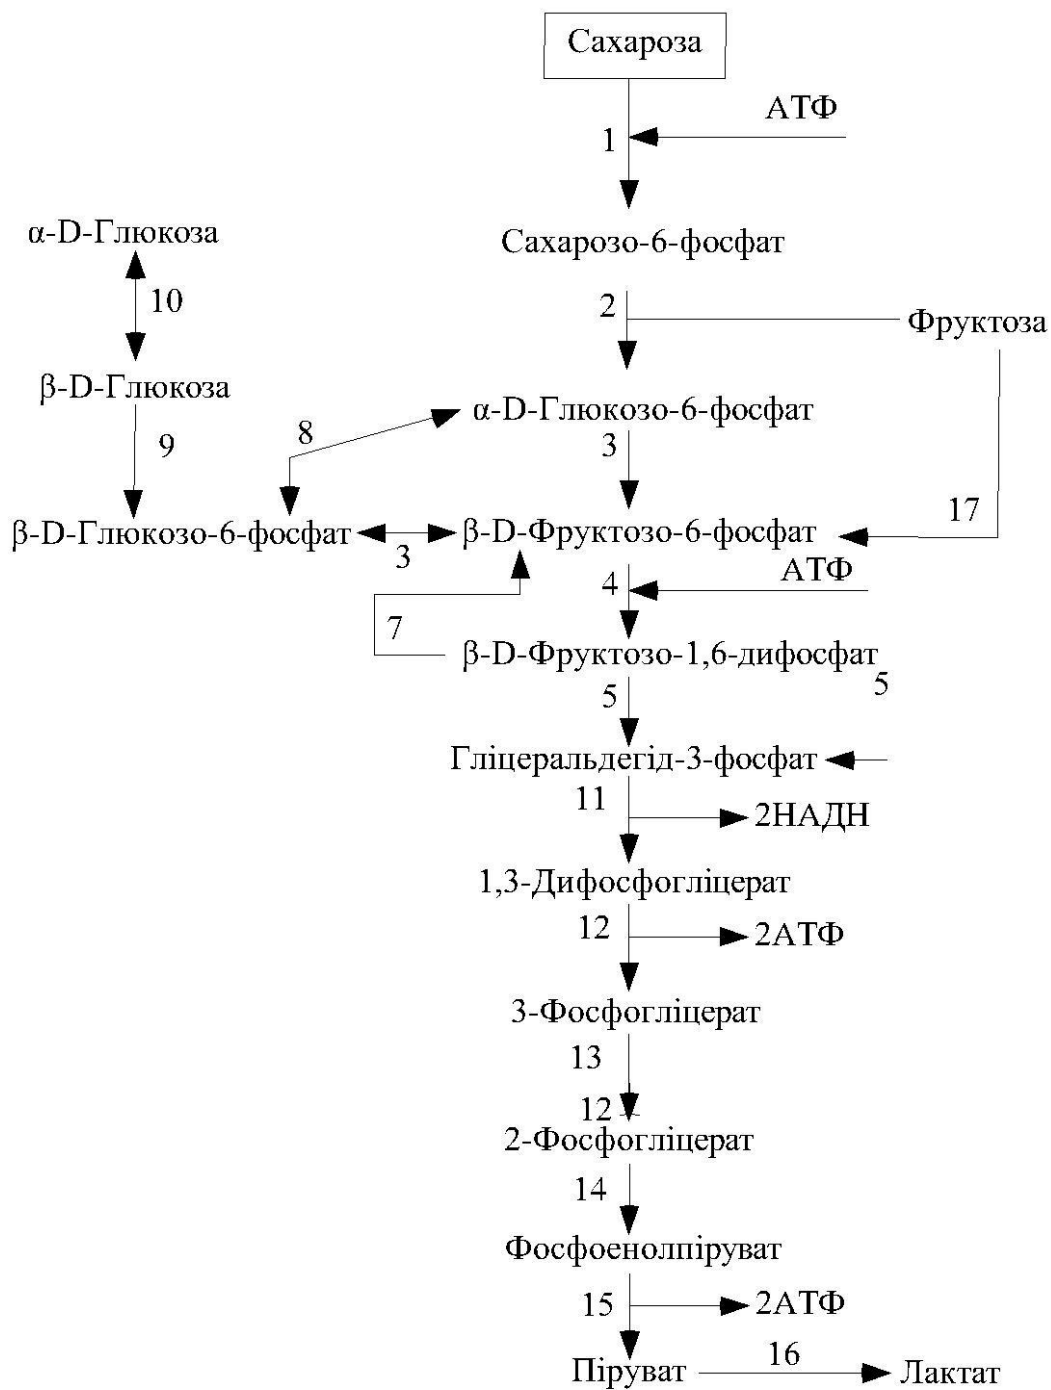 Сахароза
АТФ
1
α-D-Глюкоза
Сахарозо-6-фосфат
10
2
Фруктоза
β-D-Глюкоза
α-D-Глюкозо-6-фосфат
8
9
3
17
β-D-Глюкозо-6-фосфат
β-D-Фруктозо-6-фосфат
3
АТФ
4
7
β-D-Фруктозо-1,6-дифосфат
5
5
Гліцеральдегід-3-фосфат
11
2НАДН
1,3-Дифосфогліцерат
12
2АТФ
3-Фосфогліцерат
13
12
2-Фосфогліцерат
14
Фосфоенолпіруват
15
2АТФ
16
Піруват
Лактат